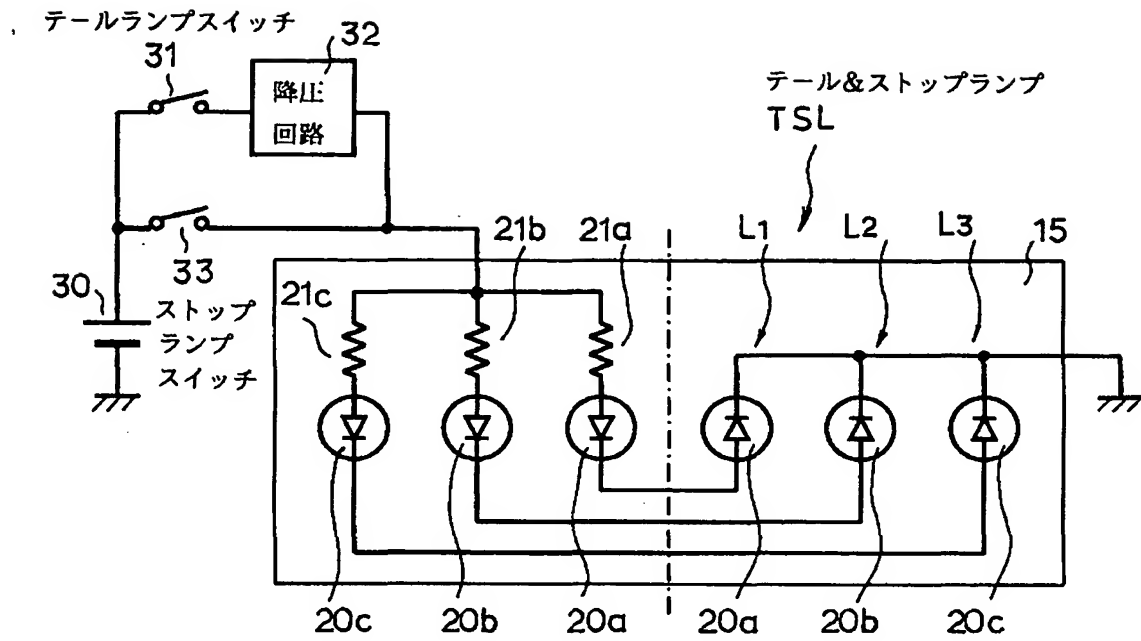 テールランプスイッチ
31
32
降圧
回路
テール&ストップランプ
TSL
33
30
ストップ
ランプ
スイッチ
21c
21b
21a
L1
L2
L3
15
20c
20b
20a
20a
20b
20c